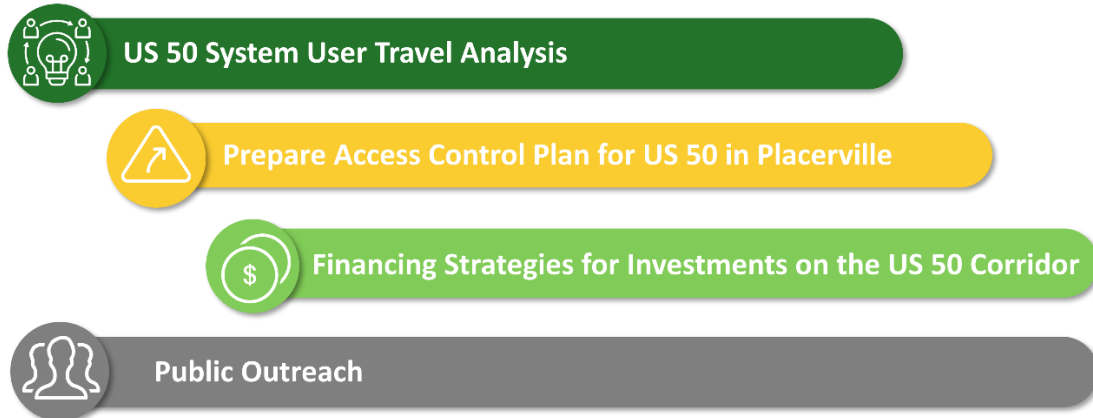 US 50 System User Travel Analysis
Prepare Access Control Plan for US 50 in Placerville
$
Financing Strategies for Investments on the US 50 Corridor
Public Outreach